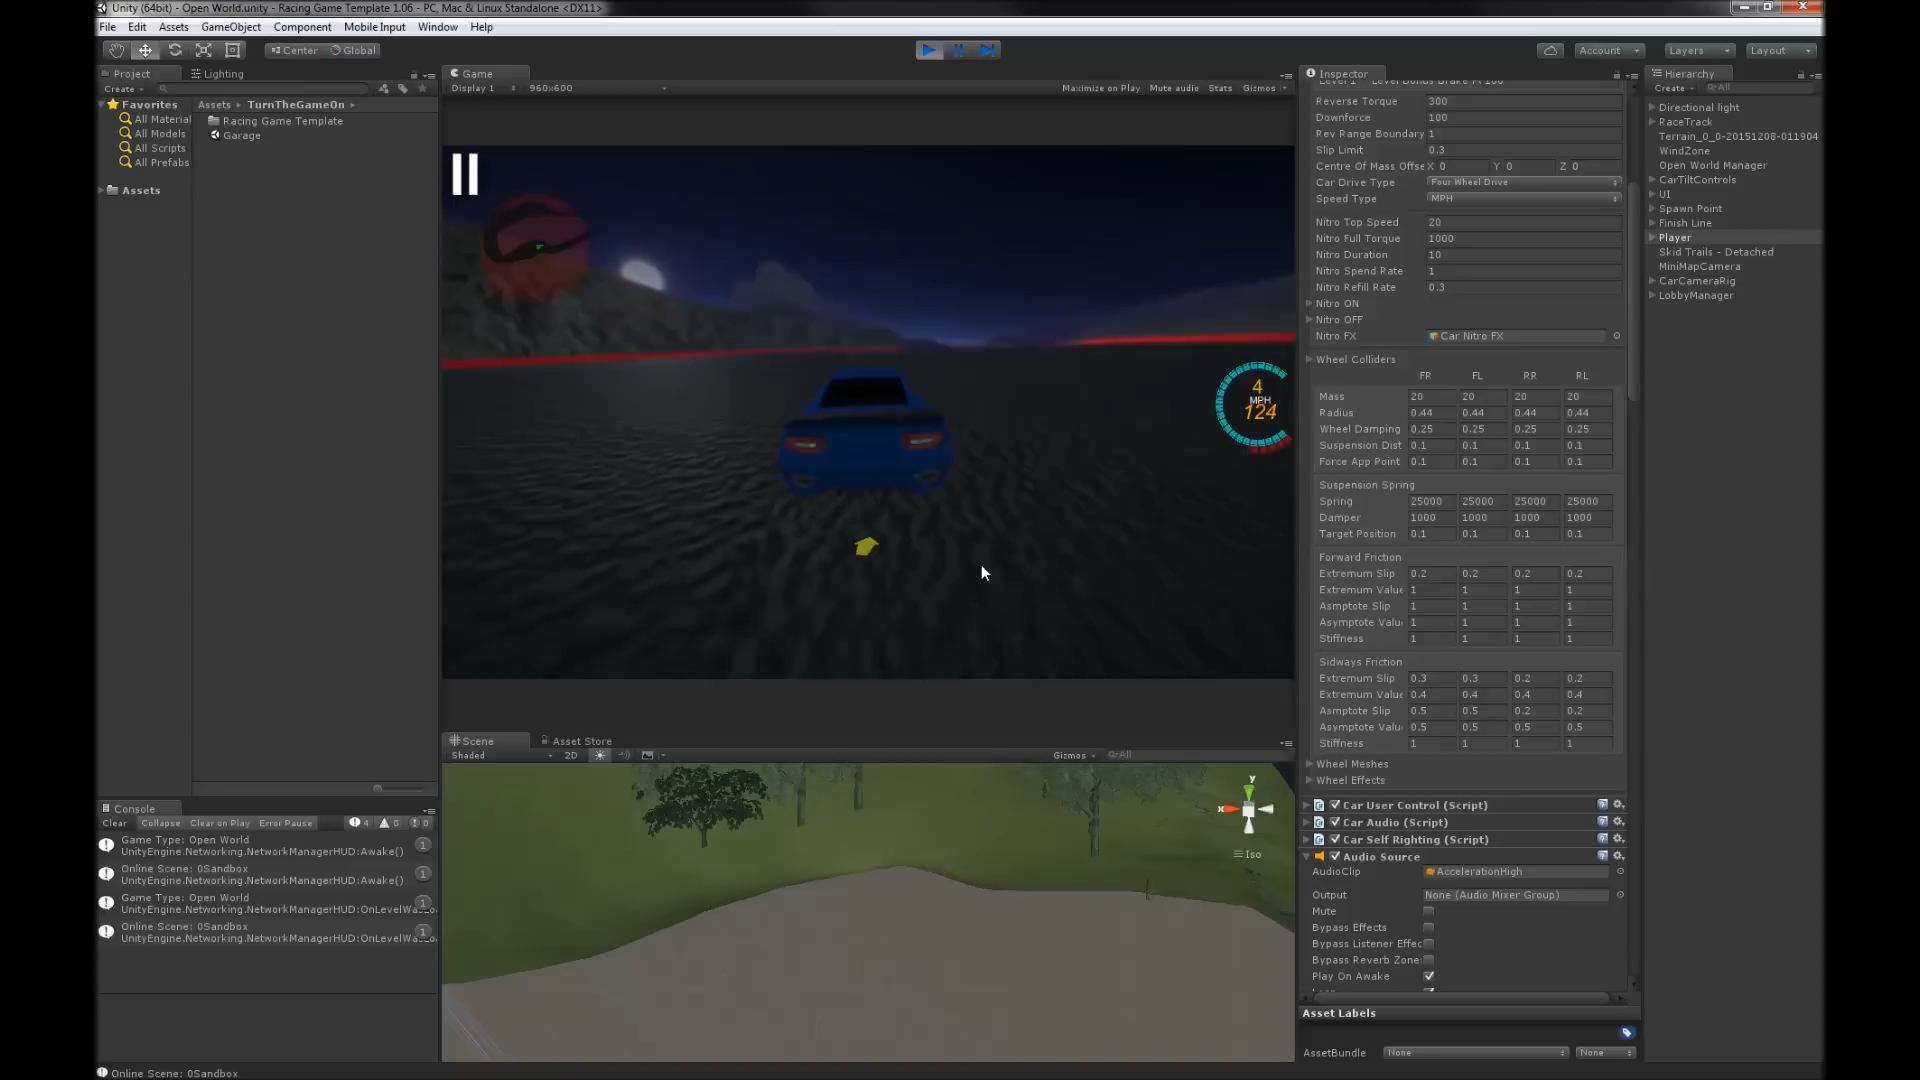 Unity (64bit) - Open World.unity - Racing Game Template 1.06 - PC, Mac & Linux Standalone <DX11>
File Edit Assets GameObject Component Mobile Input Window Help
Center Global
Account Layers Layout
Project Lighting
Create
Favorites
All Material
All Models
All Scripts
All Prefabs
Assets
Assets TurnTheGameOn
Racing Game Template
Garage
Console
Clear Collapse Clear on Play Error Pause 4 0 0
Game Type: Open World
UnityEngine.Networking.NetworkManagerHUD:Awake() 1
Online Scene: 0Sandbox
UnityEngine.Networking.NetworkManagerHUD:Awake() 1
Game Type: Open World
UnityEngine.Networking.NetworkManagerHUD:OnLevelWasLo 1
Online Scene: 0Sandbox
UnityEngine.Networking.NetworkManagerHUD:OnLevelWasLo 1
Online Scene: 0Sandbox
Game
Display 1 960x600 Maximize on Play Mute audio Stats Gizmos
4
MPH
124
Scene Asset Store
Shaded 2D Gizmos All
y
x
Iso
Inspector
Reverse Torque 300
Downforce 100
Rev Range Boundary 1
Slip Limit 0.3
Centre Of Mass Offse X 0 Y 0 Z 0
Car Drive Type Four Wheel Drive
Speed Type MPH
Nitro Top Speed 20
Nitro Full Torque 1000
Nitro Duration 10
Nitro Spend Rate 1
Nitro Refill Rate 0.3
Nitro ON
Nitro OFF
Nitro FX Car Nitro FX
Wheel Colliders
FR FL RR RL
Mass 20 20 20 20
Radius 0.44 0.44 0.44 0.44
Wheel Damping 0.25 0.25 0.25 0.25
Suspension Dist 0.1 0.1 0.1 0.1
Force App Point 0.1 0.1 0.1 0.1
Suspension Spring
Spring 25000 25000 25000 25000
Damper 1000 1000 1000 1000
Target Position 0.1 0.1 0.1 0.1
Forward Friction
Extremum Slip 0.2 0.2 0.2 0.2
Extremum Value 1 1 1 1
Asmptote Slip 1 1 1 1
Asymptote Valu 1 1 1 1
Stiffness 1 1 1 1
Sidways Friction
Extremum Slip 0.3 0.3 0.2 0.2
Extremum Value 0.4 0.4 0.4 0.4
Asmptote Slip 0.5 0.5 0.2 0.2
Asymptote Valu 0.5 0.5 0.5 0.5
Stiffness 1 1 1 1
Wheel Meshes
Wheel Effects
Car User Control (Script)
Car Audio (Script)
Car Self Righting (Script)
Audio Source
AudioClip AccelerationHigh
Output None (Audio Mixer Group)
Mute
Bypass Effects
Bypass Listener Effec
Bypass Reverb Zone
Play On Awake
Asset Labels
AssetBundle None None
Hierarchy
Create All
Directional light
RaceTrack
Terrain_0_0-20151208-011904
WindZone
Open World Manager
CarTiltControls
UI
Spawn Point
Finish Line
Player
Skid Trails - Detached
MiniMapCamera
CarCameraRig
LobbyManager